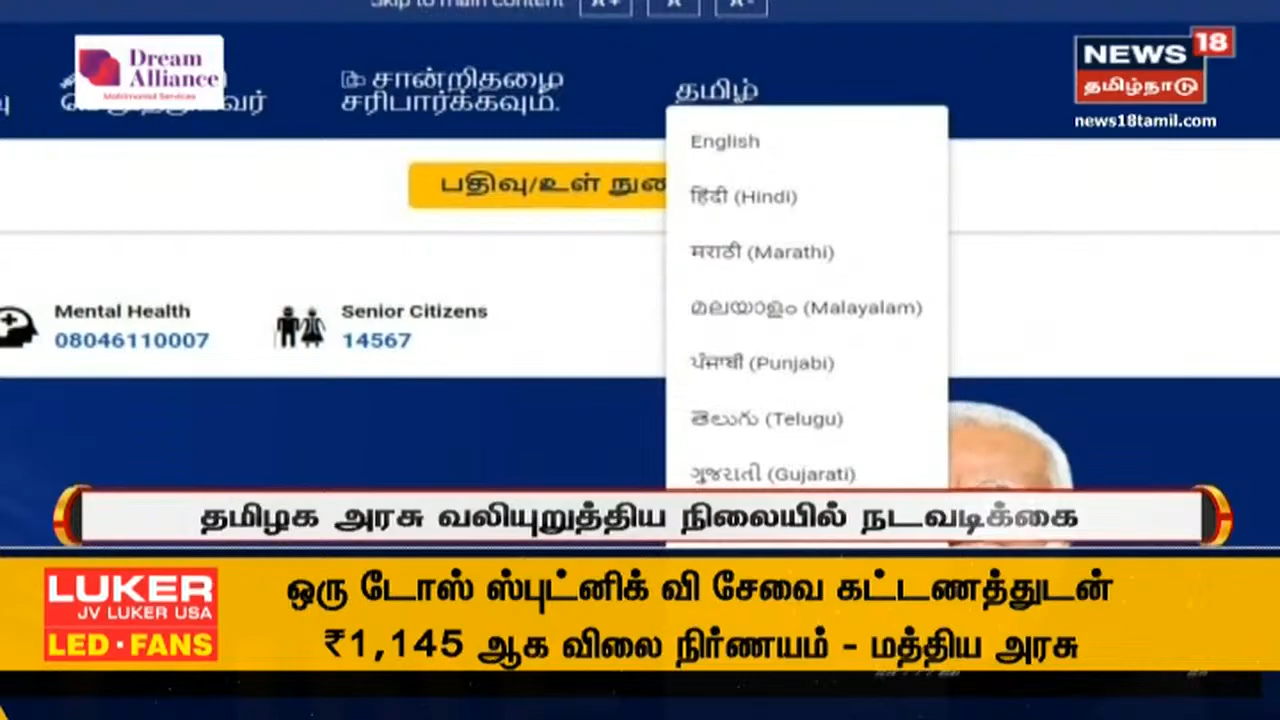 Skip to main content A+ A A-
Dream
Alliance
Matrimonial Services
சான்றிதழை
சரிபார்க்கவும்.
தமிழ்
NEWS 18
தமிழ்நாடு
news18tamil.com
English
हिंदी (Hindi)
मराठी (Marathi)
മലയാളം (Malayalam)
ਪੰਜਾਬੀ (Punjabi)
తెలుగు (Telugu)
ગુજરાતી (Gujarati)
பதிவு/உள்
Mental Health
08046110007
Senior Citizens
14567
தமிழக அரசு வலியுறுத்திய நிலையில் நடவடிக்கை
LUKER
JV LUKER USA
LED·FANS
ஒரு டோஸ் ஸ்புட்னிக் வி சேவை கட்டணத்துடன்
₹1,145 ஆக விலை நிர்ணயம் - மத்திய அரசு